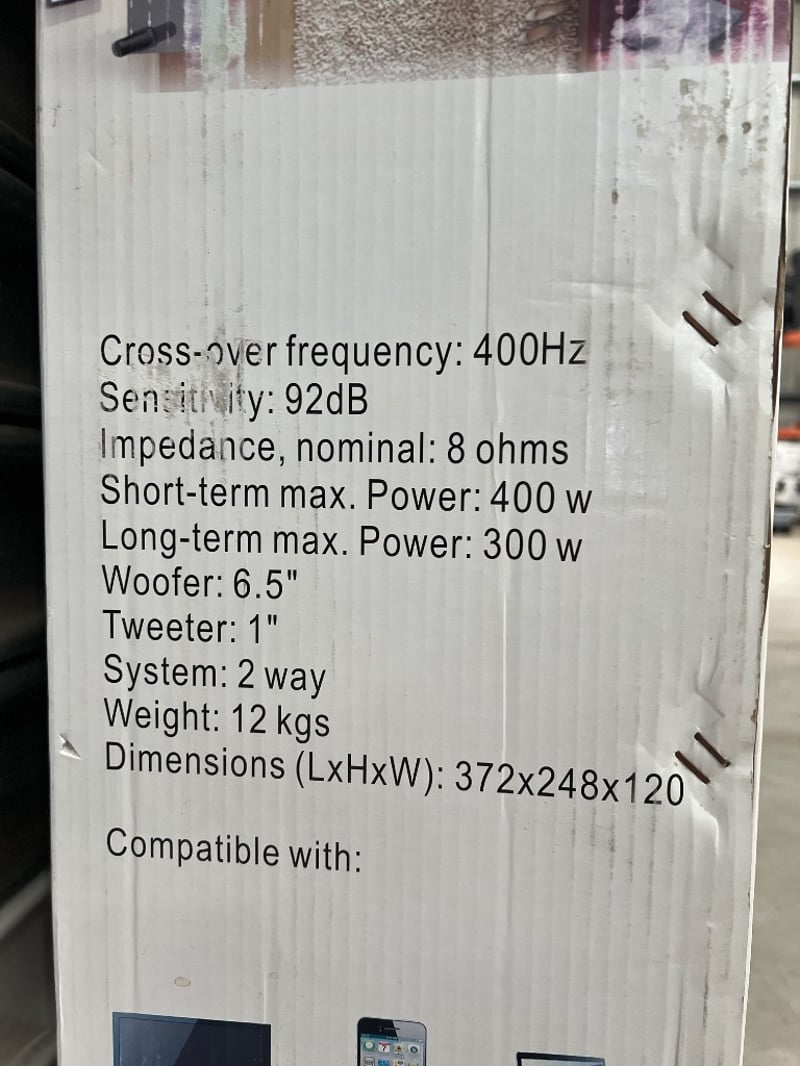 Cross-over frequency: 400Hz
Sensitivity: 92dB
Impedance, nominal: 8 ohms
Short-term max. Power: 400 w
Long-term max. Power: 300 w
Woofer: 6.5"
Tweeter: 1"
System: 2 way
Weight: 12 kgs
Dimensions (LxHxW): 372x248x120
Compatible with: